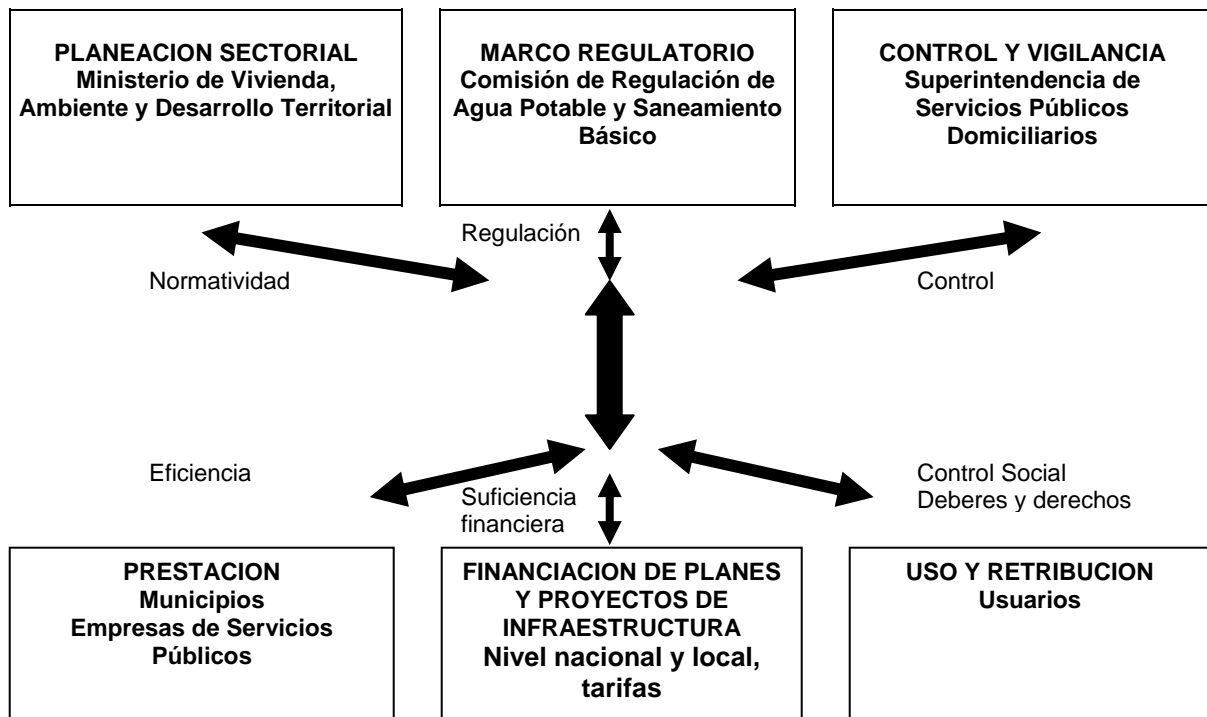 PLANEACION SECTORIAL
Ministerio de Vivienda,
Ambiente y Desarrollo Territorial
MARCO REGULATORIO
Comisión de Regulación de
Agua Potable y Saneamiento
Básico
CONTROL Y VIGILANCIA
Superintendencia de
Servicios Públicos
Domiciliarios
Regulación
Normatividad
Control
Eficiencia
Suficiencia
financiera
Control Social
Deberes y derechos
PRESTACION
Municipios
Empresas de Servicios
Públicos
FINANCIACION DE PLANES
Y PROYECTOS DE
INFRAESTRUCTURA
Nivel nacional y local,
tarifas
USO Y RETRIBUCION
Usuarios